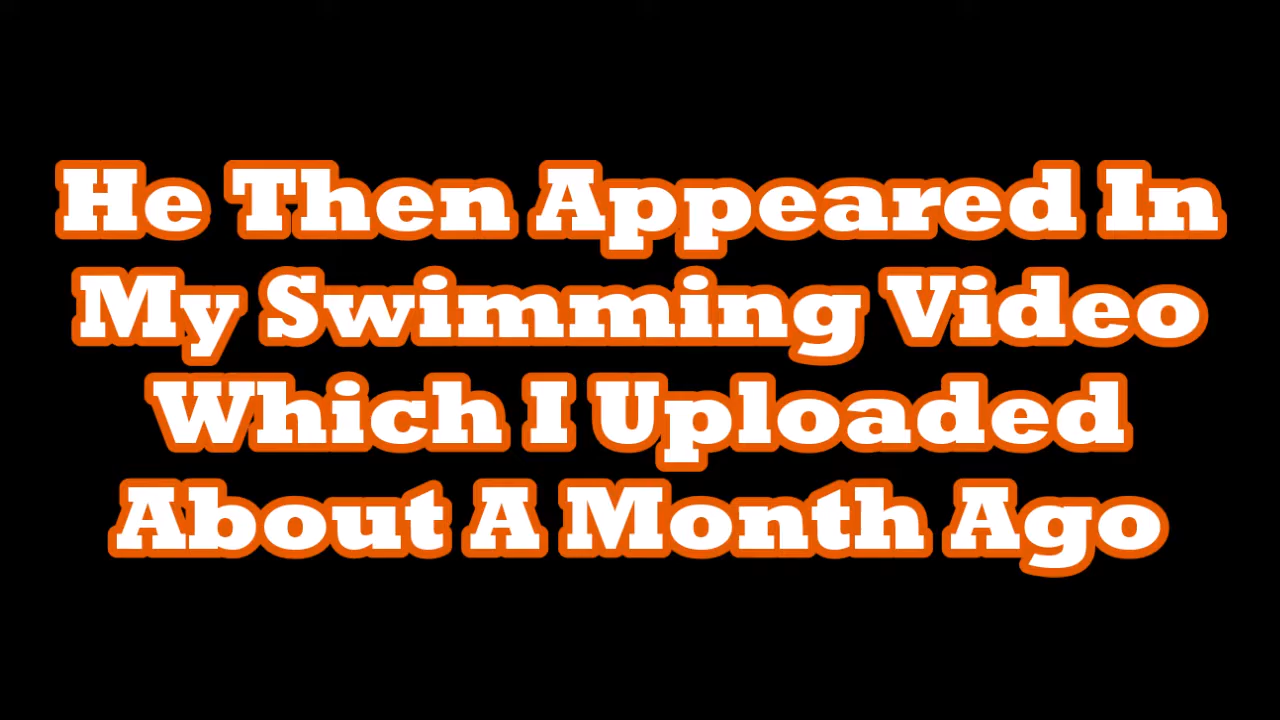 He Then Appeared In
My Swimming Video
Which I Uploaded
About A Month Ago